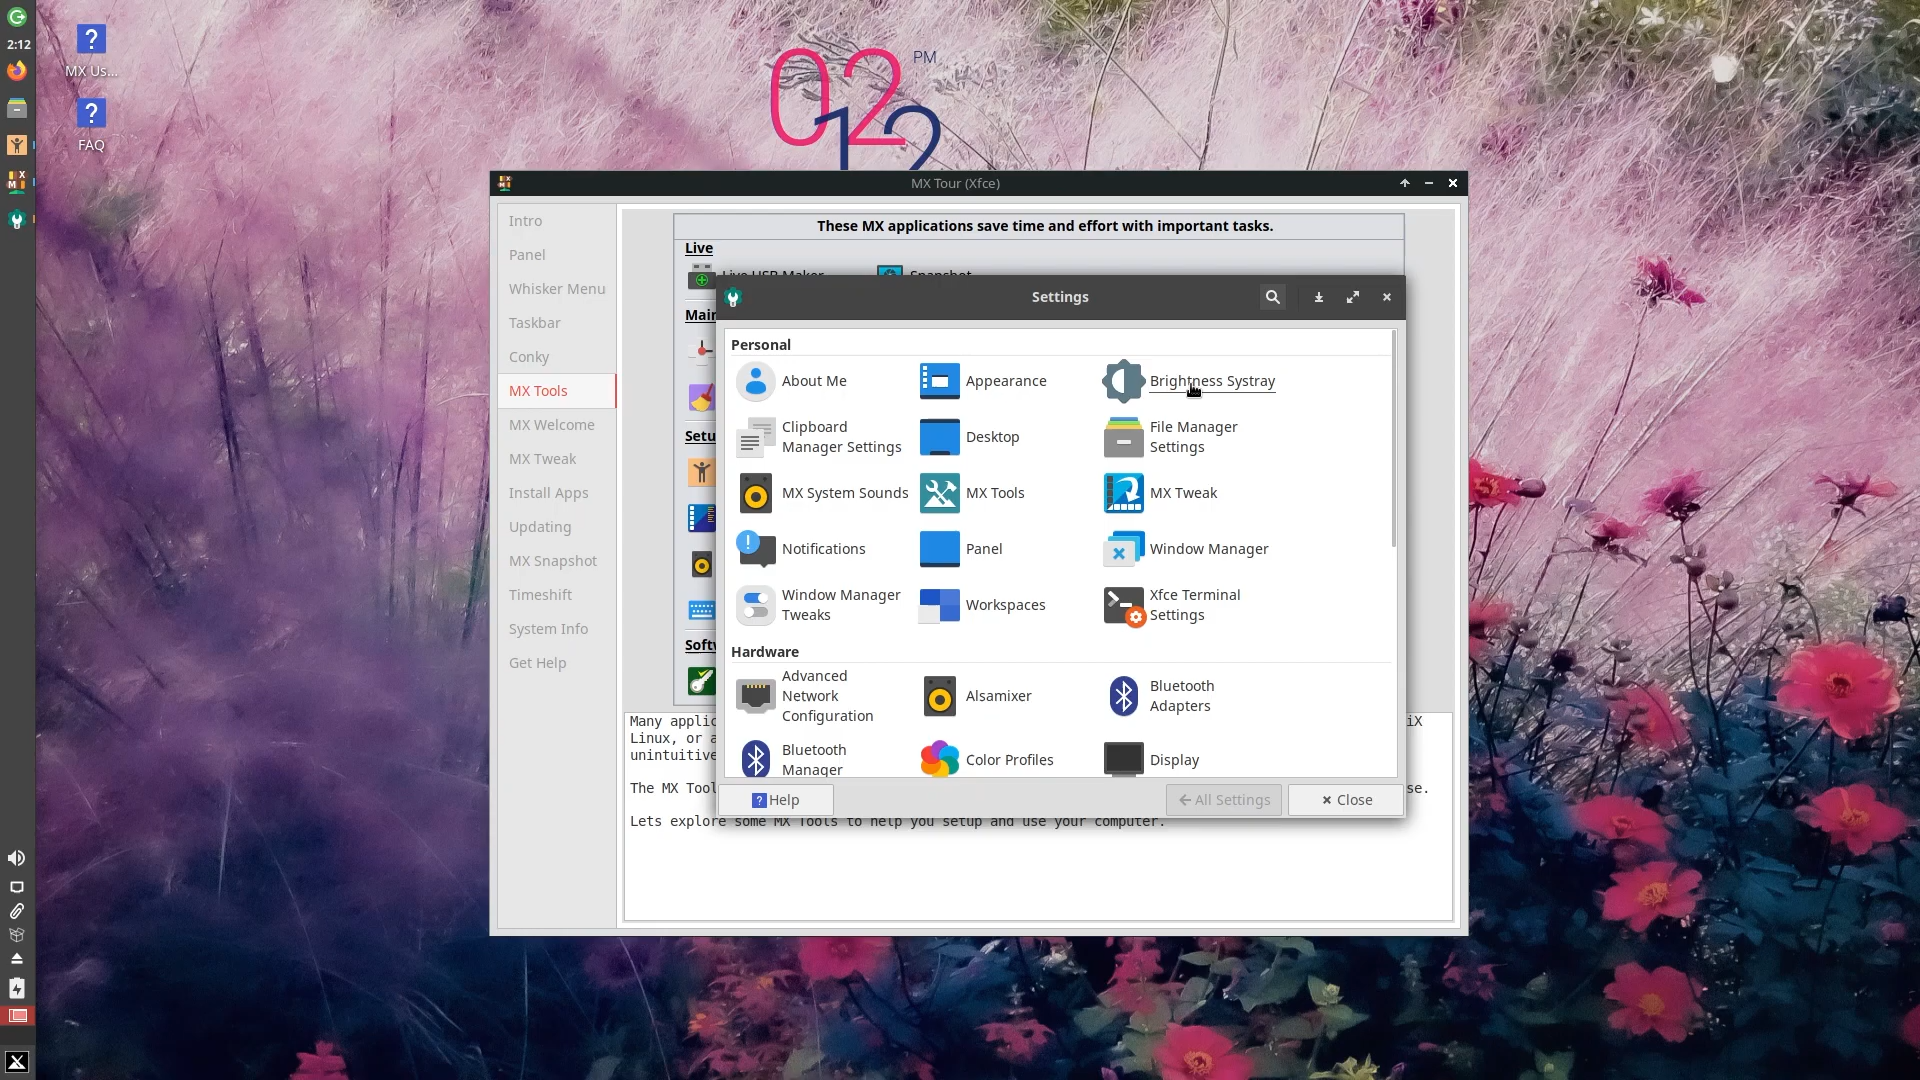 2:12
MX Us...
FAQ
02
PM
12
MX Tour (Xfce)
Intro
Panel
Whisker Menu
Taskbar
Conky
MX Tools
MX Welcome
MX Tweak
Install Apps
Updating
MX Snapshot
Timeshift
System Info
Get Help
These MX applications save time and effort with important tasks.
Live
Live USB Maker
Snapshot
Main
Setu
Softw
Many applic
iX
Linux, or a
unintuitive
The MX Tool
se.
Lets explore some MX Tools to help you setup and use your computer.
Settings
Personal
About Me
Appearance
Brightness Systray
Clipboard
Manager Settings
Desktop
File Manager
Settings
MX System Sounds
MX Tools
MX Tweak
Notifications
Panel
Window Manager
Window Manager
Tweaks
Workspaces
Xfce Terminal
Settings
Hardware
Advanced
Network
Configuration
Alsamixer
Bluetooth
Adapters
Bluetooth
Manager
Color Profiles
Display
Help
All Settings
Close